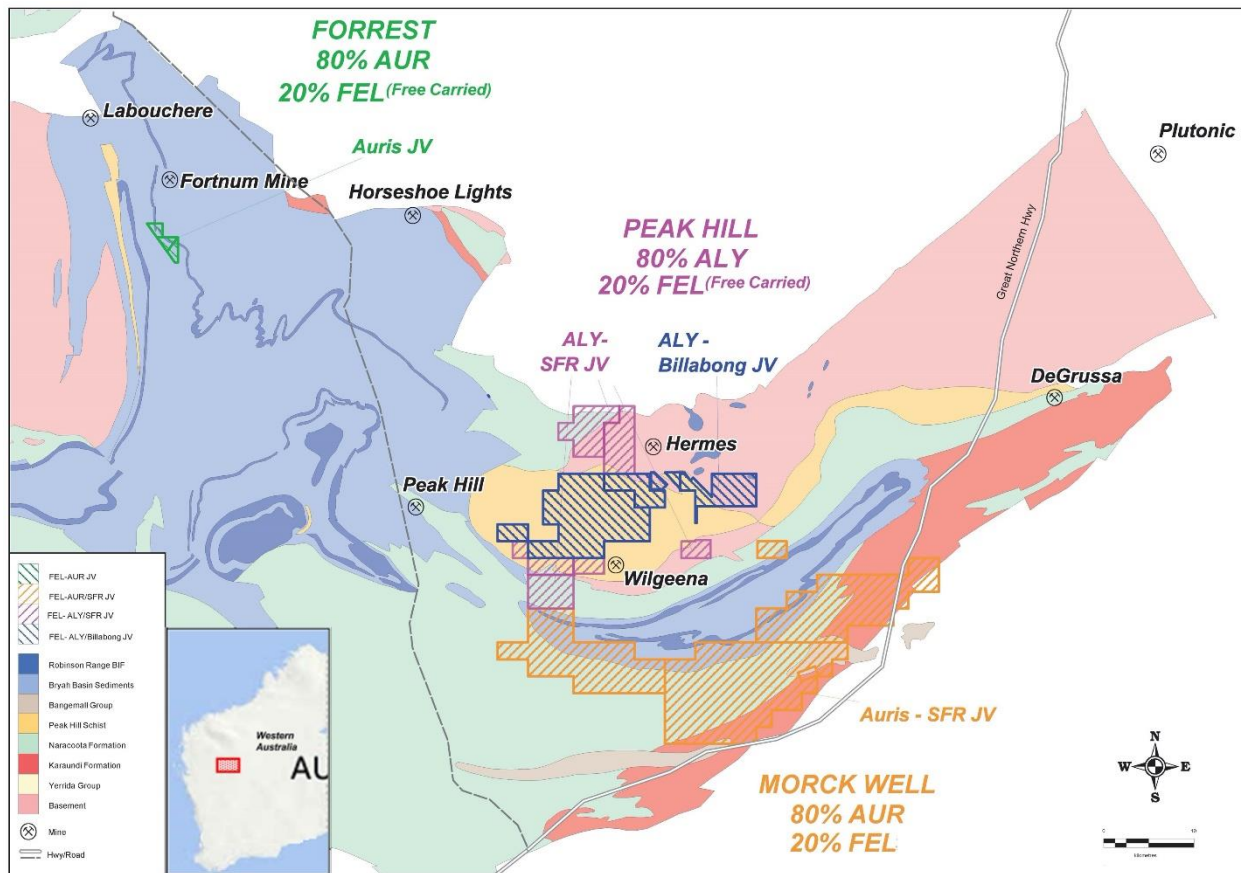 FORREST
80% AUR
20% FEL(Free Carried)
Labouchere
Auris JV
Plutonic
Fortnum Mine
Horseshoe Lights
PEAK HILL
80% ALY
20% FEL(Free Carried)
Great Northern Hwy
ALY-
SFR JV
ALY -
Billabong JV
DeGrussa
Hermes
Peak Hill
Wilgeena
FEL-AUR JV
FEL-AUR/SFR JV
FEL- ALY/SFR JV
FEL- ALY/Billabong JV
Robinson Range BIF
Bryah Basin Sediments
Bangemall Group
Peak Hill Schist
Naracoota Formation
Karaundi Formation
Yerrida Group
Basement
Mine
Hwy/Road
Western
Australia
AU
Auris - SFR JV
MORCK WELL
80% AUR
20% FEL
N
W
E
S
0
10
kilometres